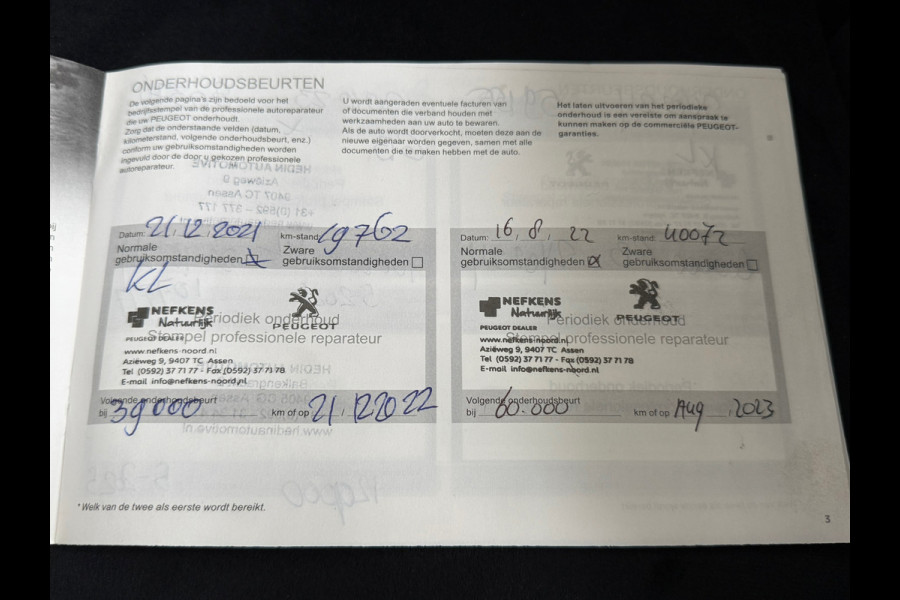 ONDERHOUDSBEURTEN
De volgende pagina's zijn bedoeld voor het
bedrijfsstempel van de professionele autoreparateur
die uw PEUGEOT onderhoudt.
Zorg dat de onderstaande velden (datum,
kilometerstand, volgende onderhoudsbeurt, enz.)
conform uw gebruiksomstandigheden worden
ingevuld door de door u gekozen professionele
autoreparateur.
U wordt aangeraden eventuele facturen van
of documenten die verband houden met
werkzaamheden aan uw auto te bewaren.
Als de auto wordt doorverkocht, moeten deze aan de
nieuwe eigenaar worden gegeven, samen met alle
documenten die te maken hebben met de auto.
Het laten uitvoeren van het periodieke
onderhoud is een vereiste om aanspraak te
kunnen maken op de commerciële PEUGEOT-
garanties.
Datum: 21,12,2021 km-stand: 19762
Normale
gebruiksomstandigheden
Zware
gebruiksomstandigheden
KL
NEFKENS
Natuurlijk
PEUGEOT
PEUGEOT DEALER
Periodiek onderhoud
Stempel professionele reparateur
www.nefkens-noord.nl
Aziëweg 9, 9407 TC Assen
Tel (0592) 37 71 77 - Fax (0592) 37 71 78
E-mail info@nefkens-noord.nl
Volgende onderhoudsbeurt
bij 39000 km of op 21,12 2022
Datum: 16, 8, 22 km-stand: 40072
Normale
gebruiksomstandigheden
Zware
gebruiksomstandigheden
NEFKENS
Natuurlijk
PEUGEOT
PEUGEOT DEALER
Periodiek onderhoud
Stempel professionele reparateur
www.nefkens-noord.nl
Aziëweg 9, 9407 TC Assen
Tel (0592) 37 71 77 - Fax (0592) 37 71 78
E-mail info@nefkens-noord.nl
Volgende onderhoudsbeurt
bij 60.000 km of op Aug, 2023
* Welk van de twee als eerste wordt bereikt.
3